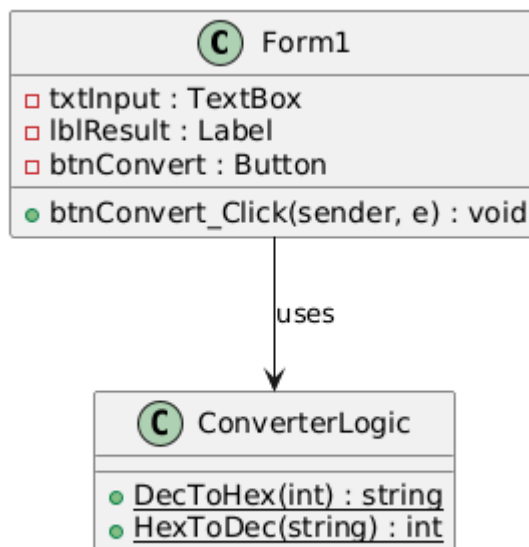 C Form1
txtInput : TextBox
lblResult : Label
btnConvert : Button
btnConvert_Click(sender, e) : void
uses
C ConverterLogic
DecToHex(int) : string
HexToDec(string) : int